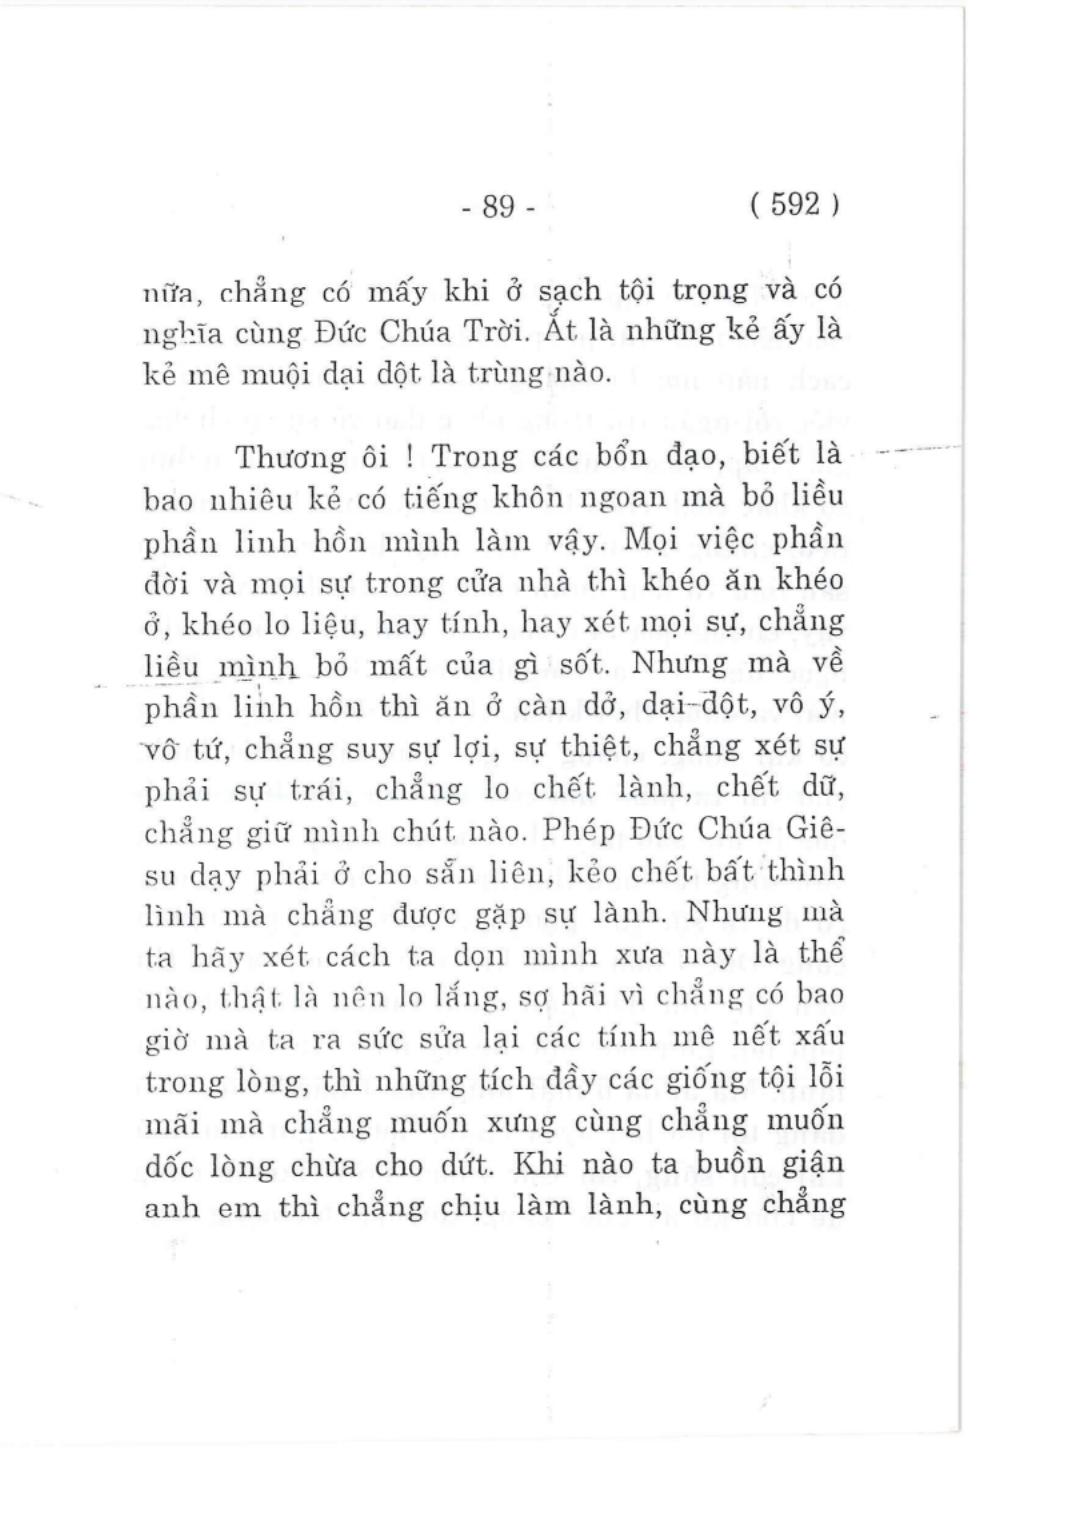 - 89 - ( 592 )
nữa, chẳng có mấy khi ở sạch tội trọng và có
nghĩa cùng Đức Chúa Trời. Ắt là những kẻ ấy là
kẻ mê muội dại dột là trùng nào.
Thương ôi ! Trong các bổn đạo, biết là
bao nhiêu kẻ có tiếng khôn ngoan mà bỏ liều
phần linh hồn mình làm vậy. Mọi việc phần
đời và mọi sự trong cửa nhà thì khéo ăn khéo
ở, khéo lo liệu, hay tính, hay xét mọi sự, chẳng
liều mình bỏ mất của gì sốt. Nhưng mà về
phần linh hồn thì ăn ở càn dở, dại dột, vô ý,
vô tứ, chẳng suy sự lợi, sự thiệt, chẳng xét sự
phải sự trái, chẳng lo chết lành, chết dữ,
chẳng giữ mình chút nào. Phép Đức Chúa Giê-
su dạy phải ở cho sẵn liên, kẻo chết bất thình
lình mà chẳng được gặp sự lành. Nhưng mà
ta hãy xét cách ta dọn mình xưa này là thể
nào, thật là nên lo lắng, sợ hãi vì chẳng có bao
giờ mà ta ra sức sửa lại các tính mê nết xấu
trong lòng, thì những tích đầy các giống tội lỗi
mãi mà chẳng muốn xưng cùng chẳng muốn
dốc lòng chừa cho dứt. Khi nào ta buồn giận
anh em thì chẳng chịu làm lành, cùng chẳng